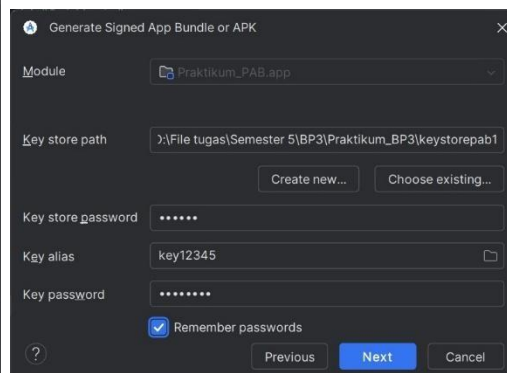 Generate Signed App Bundle or APK
Module
Praktikum_PAB.app
Key store path
):\File tugas\Semester 5\BP3\Praktikum_BP3\keystorepab1
Create new...
Choose existing...
Key store password
••••••
Key alias
key12345
Key password
••••••••
Remember passwords
?
Previous
Next
Cancel